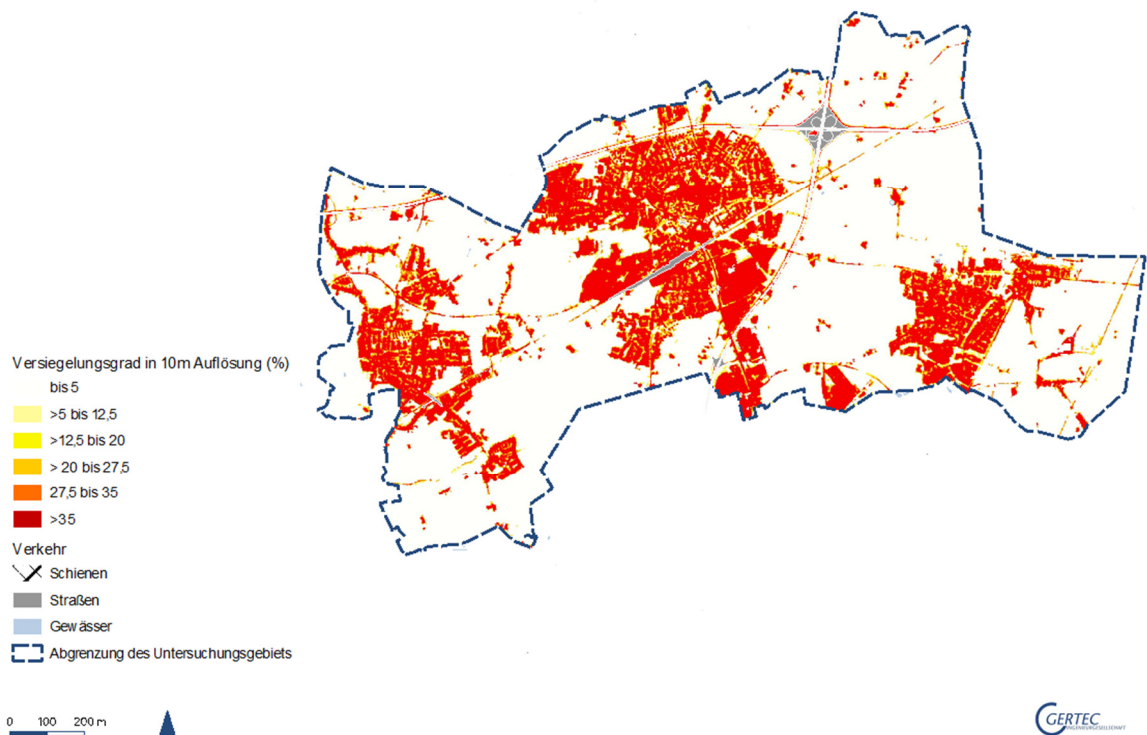 Versiegelungsgrad in 10m Auflösung (%)
bis 5
>5 bis 12,5
>12,5 bis 20
> 20 bis 27,5
27,5 bis 35
>35
Verkehr
Schienen
Straßen
Gewässer
Abgrenzung des Untersuchungsgebiets
0 100 200 m
GERTEC
INGENIEURGESELLSCHAFT